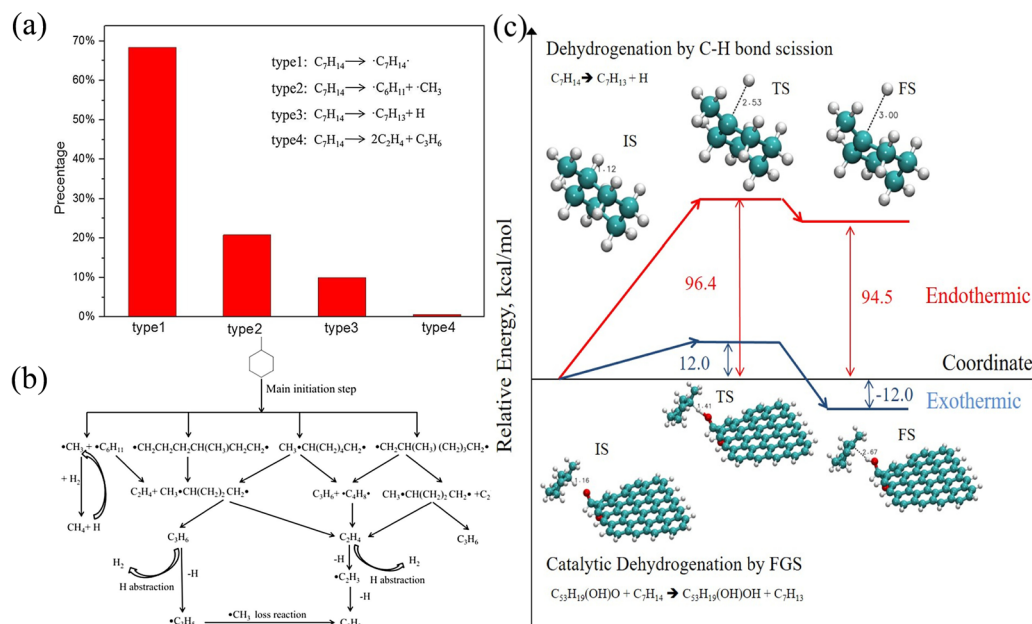 (a)
Precentage
70%
60%
50%
40%
30%
20%
10%
0%
type1: C₇H₁₄→ ·C₇H₁₄·
type2: C₇H₁₄→ ·C₆H₁₁+ ·CH₃
type3: C₇H₁₄→ ·C₇H₁₃+ H
type4: C₇H₁₄→ 2C₂H₄ + C₃H₆
type1 type2 type3 type4
(b)
Main initiation step
•CH₃ + •C₆H₁₁ •CH₂CH₂CH₂CH(CH₃)CH₂CH₂• CH₃•CH(CH₂)₄CH₂• •CH₂CH(CH₃) (CH₂)₃CH₂•
+ H₂
CH₄+ H
C₂H₄+ CH₃•CH(CH₂)₂ CH₂• C₃H₆ + •C₄H₈• CH₃•CH(CH₂)₂CH₂• +C₂
C₃H₆ C₂H₄ C₃H₆
H₂ -H H₂
H abstraction -H •C₂H₃ H abstraction
-H
•CH₃ loss reaction
(c)
Relative Energy, kcal/mol
Dehydrogenation by C-H bond scission
C₇H₁₄➔ C₇H₁₃ + H
TS FS
2.53 3.00
IS
1.12
96.4 94.5
Endothermic
12.0
Coordinate
-12.0
Exothermic
TS
1.41
IS FS
1.16 2.67
Catalytic Dehydrogenation by FGS
C₅₃H₁₉(OH)O + C₇H₁₄ ➔ C₅₃H₁₉(OH)OH + C₇H₁₃